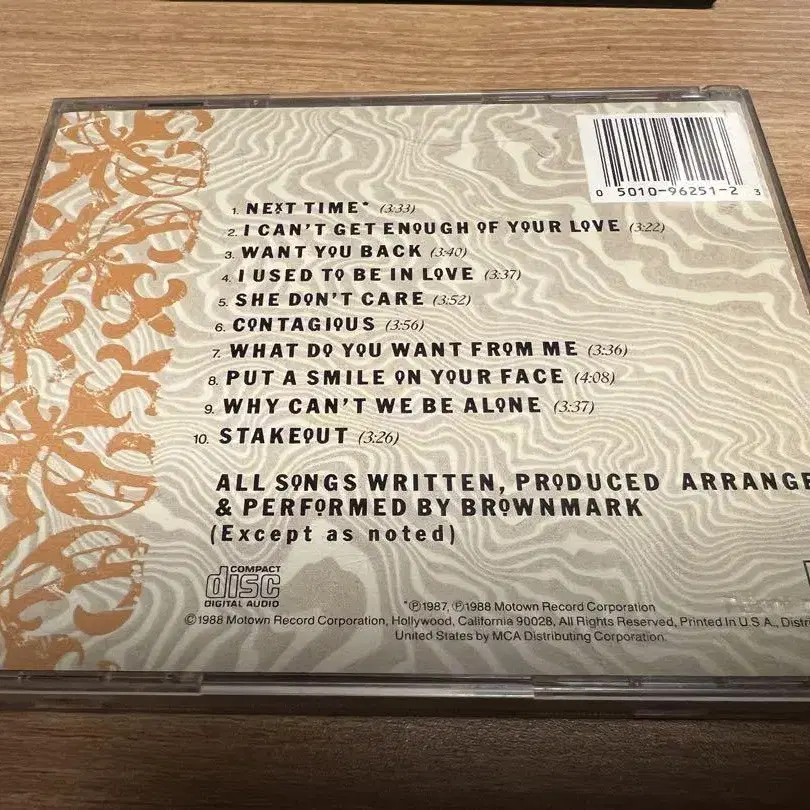 0 5010-96251-2 3
1. NEXT TIME* (3:33)
2. I CAN'T GET ENOUGH OF YOUR LOVE (3:22)
3. WANT YOU BACK (3:40)
4. I USED TO BE IN LOVE (3:37)
5. SHE DON'T CARE (3:52)
6. CONTAGIOUS (3:56)
7. WHAT DO YOU WANT FROM ME (3:36)
8. PUT A SMILE ON YOUR FACE (4:08)
9. WHY CAN'T WE BE ALONE (3:37)
10. STAKEOUT (3:26)
ALL SONGS WRITTEN, PRODUCED ARRANGE
& PERFORMED BY BROWNMARK
(Except as noted)
COMPACT
disc
DIGITAL AUDIO
*℗1987, ℗1988 Motown Record Corporation
©1988 Motown Record Corporation, Hollywood, California 90028, All Rights Reserved, Printed In U.S.A., Distri
United States by MCA Distributing Corporation.